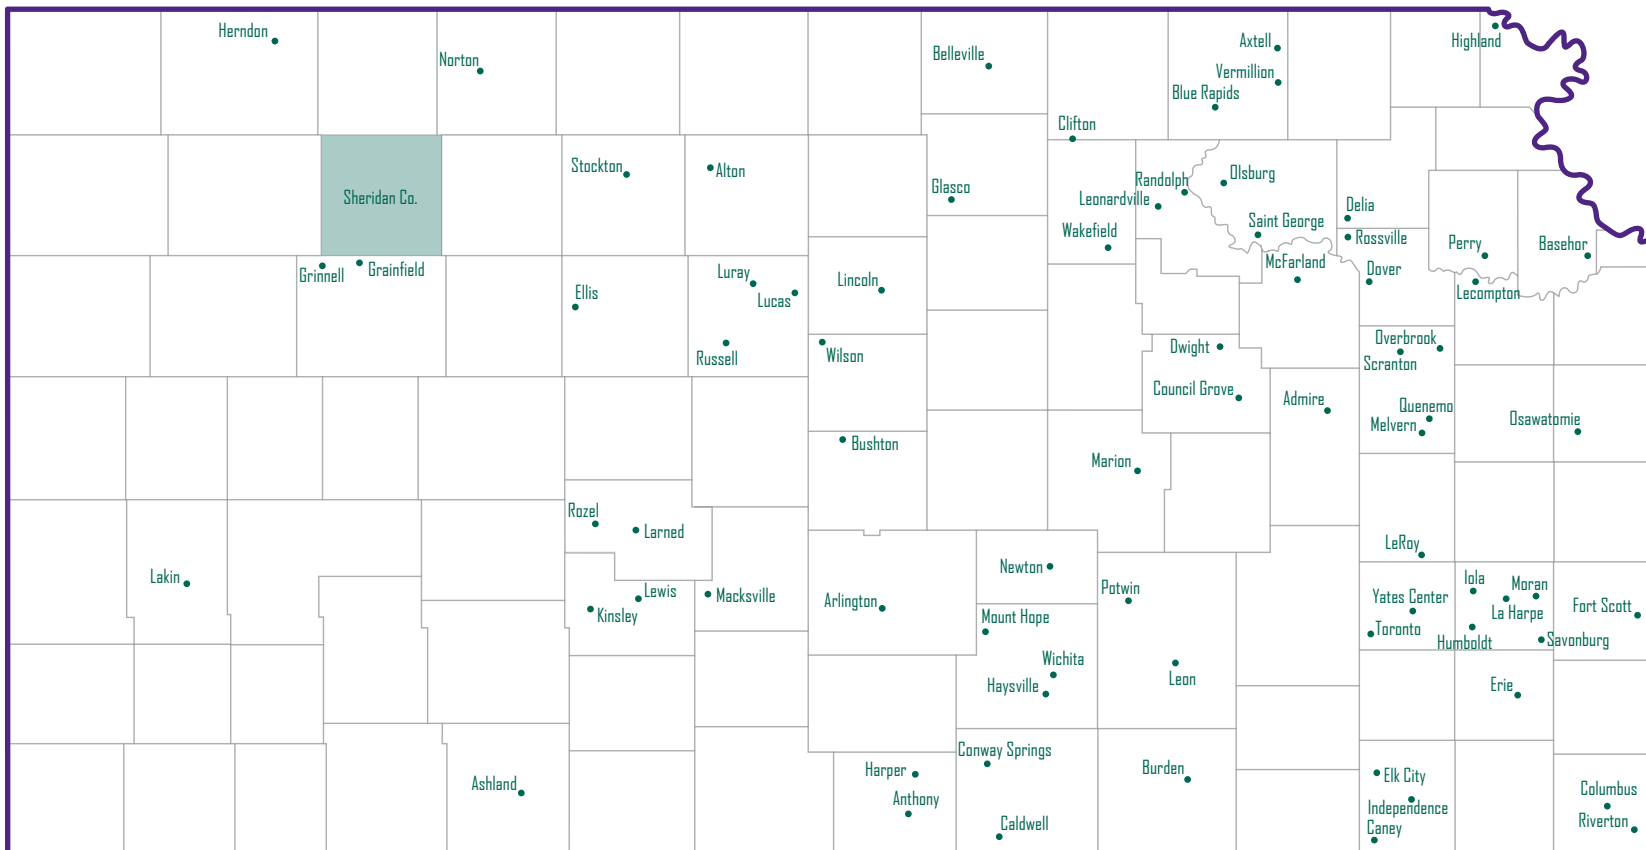 Herndon
Norton
Belleville
Axtell
Highland
Vermillion
Blue Rapids
Clifton
Stockton
Alton
Sheridan Co.
Glasco
Randolph
Olsburg
Leonardville
Delia
Saint George
Wakefield
Rossville
Perry
Basehor
Grinnell
Grainfield
Luray
Lucas
Ellis
Lincoln
McFarland
Dover
Lecompton
Russell
Wilson
Dwight
Overbrook
Scranton
Council Grove
Admire
Quenemo
Melvern
Osawatomie
Bushton
Marion
Rozel
Larned
LeRoy
Lakin
Newton
Potwin
Iola
Moran
Lewis
Macksville
Arlington
Kinsley
Mount Hope
Yates Center
La Harpe
Fort Scott
Toronto
Humboldt
Savonburg
Wichita
Haysville
Leon
Erie
Conway Springs
Harper
Burden
Elk City
Ashland
Anthony
Independence
Columbus
Caldwell
Caney
Riverton